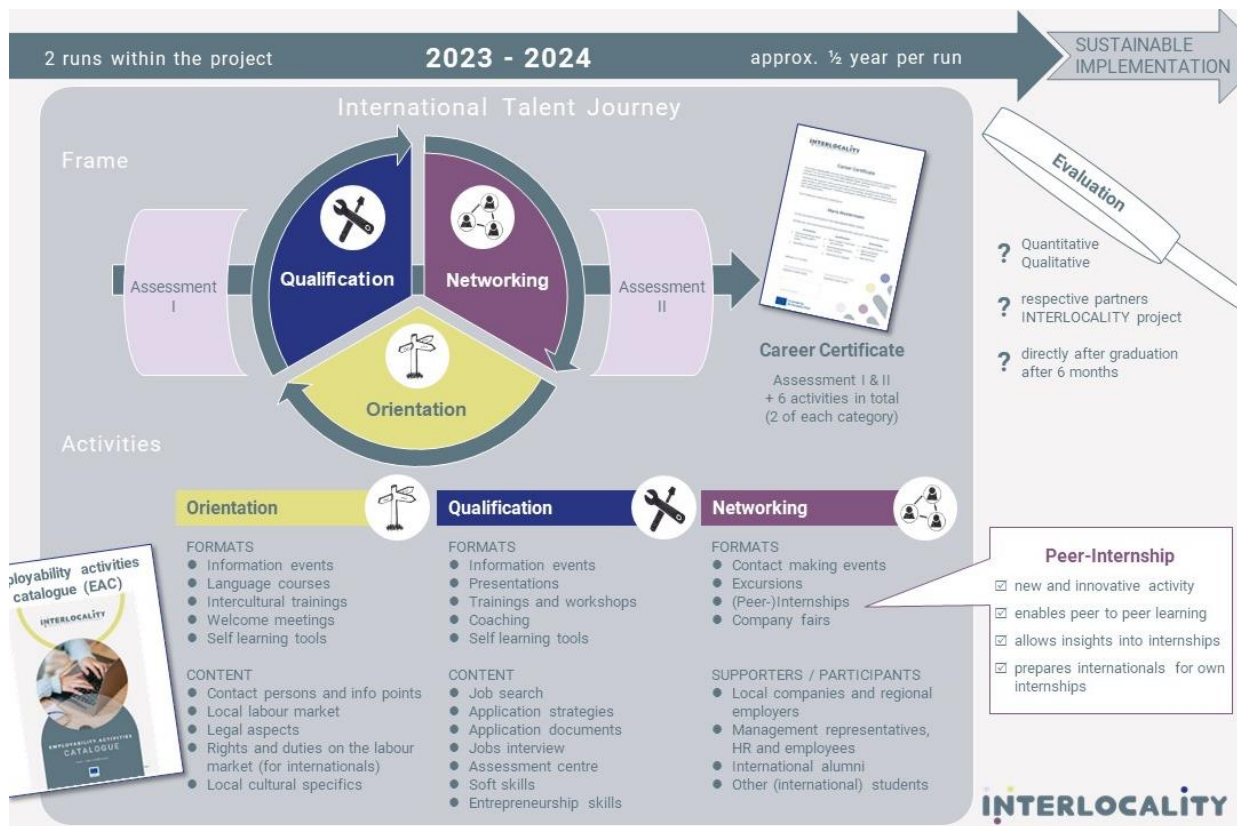 2 runs within the project
2023 - 2024
approx. ½ year per run
SUSTAINABLE
IMPLEMENTATION
International Talent Journey
Frame
Assessment
I
Qualification
Networking
Orientation
Assessment
II
INTERLOCALITY
Career Certificate
Career Certificate
Assessment I & II
+ 6 activities in total
(2 of each category)
Evaluation
? Quantitative
Qualitative
? respective partners
INTERLOCALITY project
? directly after graduation
after 6 months
Activities
Orientation
FORMATS
● Information events
● Language courses
● Intercultural trainings
● Welcome meetings
● Self learning tools
CONTENT
● Contact persons and info points
● Local labour market
● Legal aspects
● Rights and duties on the labour
market (for internationals)
● Local cultural specifics
Qualification
FORMATS
● Information events
● Presentations
● Trainings and workshops
● Coaching
● Self learning tools
CONTENT
● Job search
● Application strategies
● Application documents
● Jobs interview
● Assessment centre
● Soft skills
● Entrepreneurship skills
Networking
FORMATS
● Contact making events
● Excursions
● (Peer-)Internships
● Company fairs
SUPPORTERS / PARTICIPANTS
● Local companies and regional
employers
● Management representatives,
HR and employees
● International alumni
● Other (international) students
Peer-Internship
☑ new and innovative activity
☑ enables peer to peer learning
☑ allows insights into internships
☑ prepares internationals for own
internships
ployability activities
catalogue (EAC)
INTERLOCALITY
EMPLOYABILITY ACTIVITIES
CATALOGUE
INTERLOCALITY